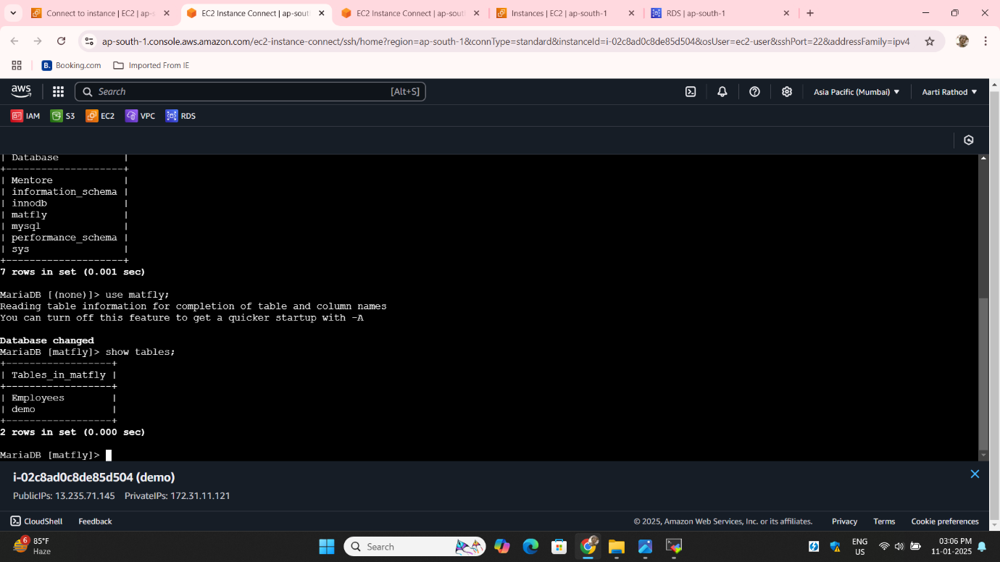 Connect to instance | EC2 | ap-s
EC2 Instance Connect | ap-sout
EC2 Instance Connect | ap-sout
Instances | EC2 | ap-south-1
RDS | ap-south-1
ap-south-1.console.aws.amazon.com/ec2-instance-connect/ssh/home?region=ap-south-1&connType=standard&instanceId=i-02c8ad0c8de85d504&osUser=ec2-user&sshPort=22&addressFamily=ipv4
B. Booking.com Imported From IE
aws Search [Alt+S] Asia Pacific (Mumbai) Aarti Rathod
IAM S3 EC2 VPC RDS
| Database           |
+--------------------+
| Mentore            |
| information_schema |
| innodb             |
| matfly             |
| mysql              |
| performance_schema |
| sys                |
+--------------------+
7 rows in set (0.001 sec)
MariaDB [(none)]> use matfly;
Reading table information for completion of table and column names
You can turn off this feature to get a quicker startup with -A
Database changed
MariaDB [matfly]> show tables;
+------------------+
| Tables_in_matfly |
+------------------+
| Employees        |
| demo             |
+------------------+
2 rows in set (0.000 sec)
MariaDB [matfly]>
i-02c8ad0c8de85d504 (demo)
PublicIPs: 13.235.71.145 PrivateIPs: 172.31.11.121
CloudShell Feedback © 2025, Amazon Web Services, Inc. or its affiliates. Privacy Terms Cookie preferences
6 85°F
Haze
Search
ENG
US
03:06 PM
11-01-2025